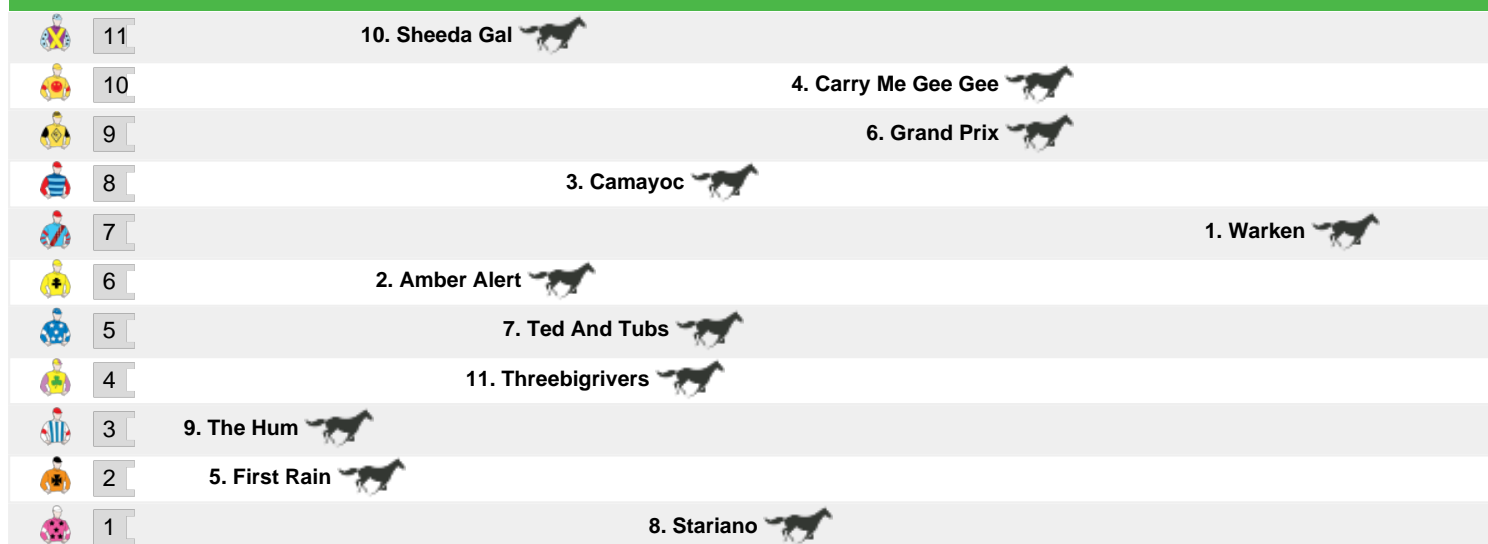 11 10. Sheeda Gal
10 4. Carry Me Gee Gee
9 6. Grand Prix
8 3. Camayoc
7 1. Warken
6 2. Amber Alert
5 7. Ted And Tubs
4 11. Threebigrivers
3 9. The Hum
2 5. First Rain
1 8. Stariano